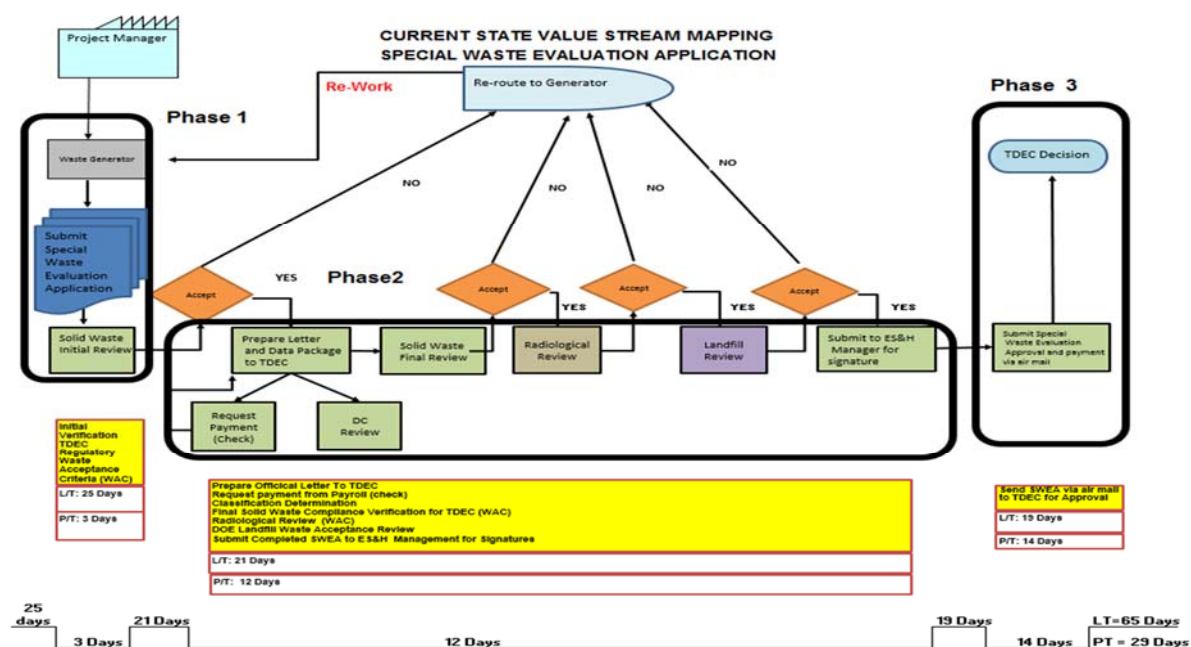 Project Manager
CURRENT STATE VALUE STREAM MAPPING
SPECIAL WASTE EVALUATION APPLICATION
Re-route to Generator
Re-Work
Phase 1
Phase 3
Waste Generator
TDEC Decision
NO
NO
NO
NO
Submit
Special
Waste
Evaluation
Application
Accept
YES
Phase2
Accept
YES
Accept
YES
Accept
YES
Solid Waste
Initial Review
Prepare Letter
and Data Package
to TDEC
Solid Waste
Final Review
Radiological
Review
Landfill
Review
Submit to ES&H
Manager for
signature
Submit Special
Waste Evaluation
Approval and payment
via air mail
Request
Payment
(Check)
DC
Review
Initial
Verification
TDEC
Regulatory
Waste
Acceptance
Criteria (WAC)
L/T: 25 Days
P/T: 3 Days
Prepare Officical Letter To TDEC
Request payment from Payroll (check)
Classification Determination
Final Solid Waste Compliance Verification for TDEC (WAC)
Radiological Review (WAC)
DOE Landfill Waste Acceptance Review
Submit Completed SWEA to ES&H Management for Signatures
L/T: 21 Days
P/T: 12 Days
Send SWEA via air mail
to TDEC for Approval
L/T: 19 Days
P/T: 14 Days
25
days
3 Days
21 Days
12 Days
19 Days
14 Days
LT=65 Days
PT = 29 Days